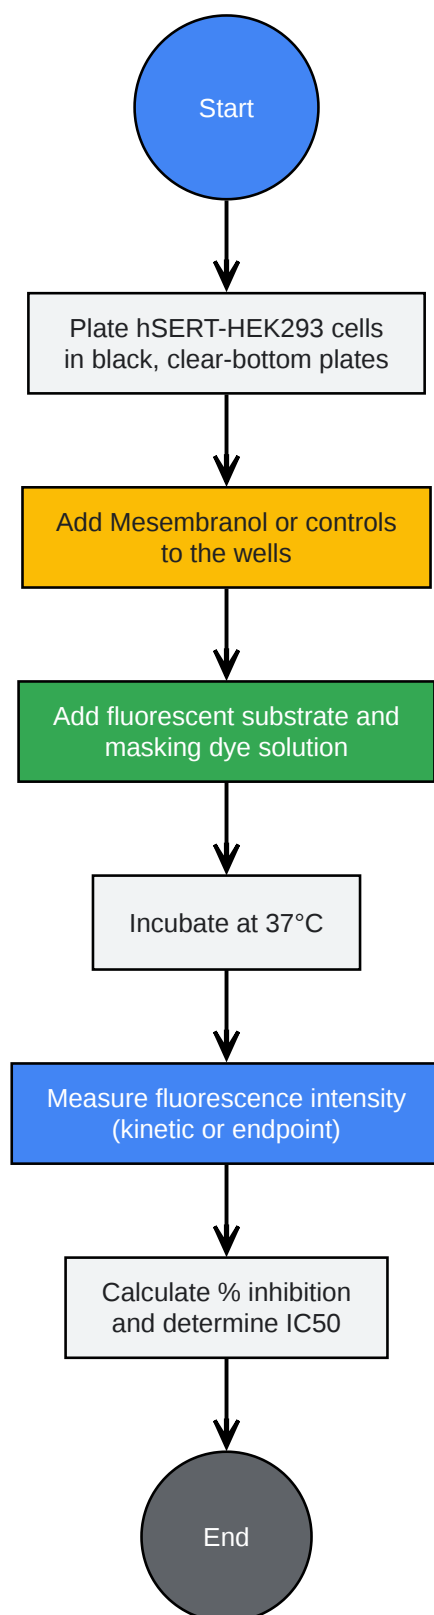 Start
Plate hSERT-HEK293 cells
in black, clear-bottom plates
Add Mesembranol or controls
to the wells
Add fluorescent substrate and
masking dye solution
Incubate at 37°C
Measure fluorescence intensity
(kinetic or endpoint)
Calculate % inhibition
and determine IC50
End